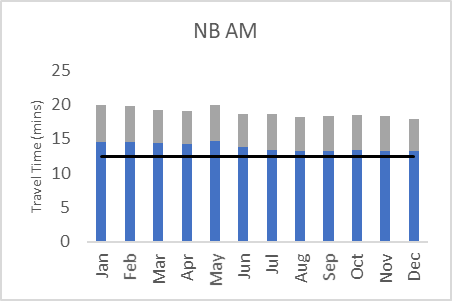 NB AM
Travel Time (mins)
25
20
15
10
5
0
Jan
Feb
Mar
Apr
May
Jun
Jul
Aug
Sep
Oct
Nov
Dec